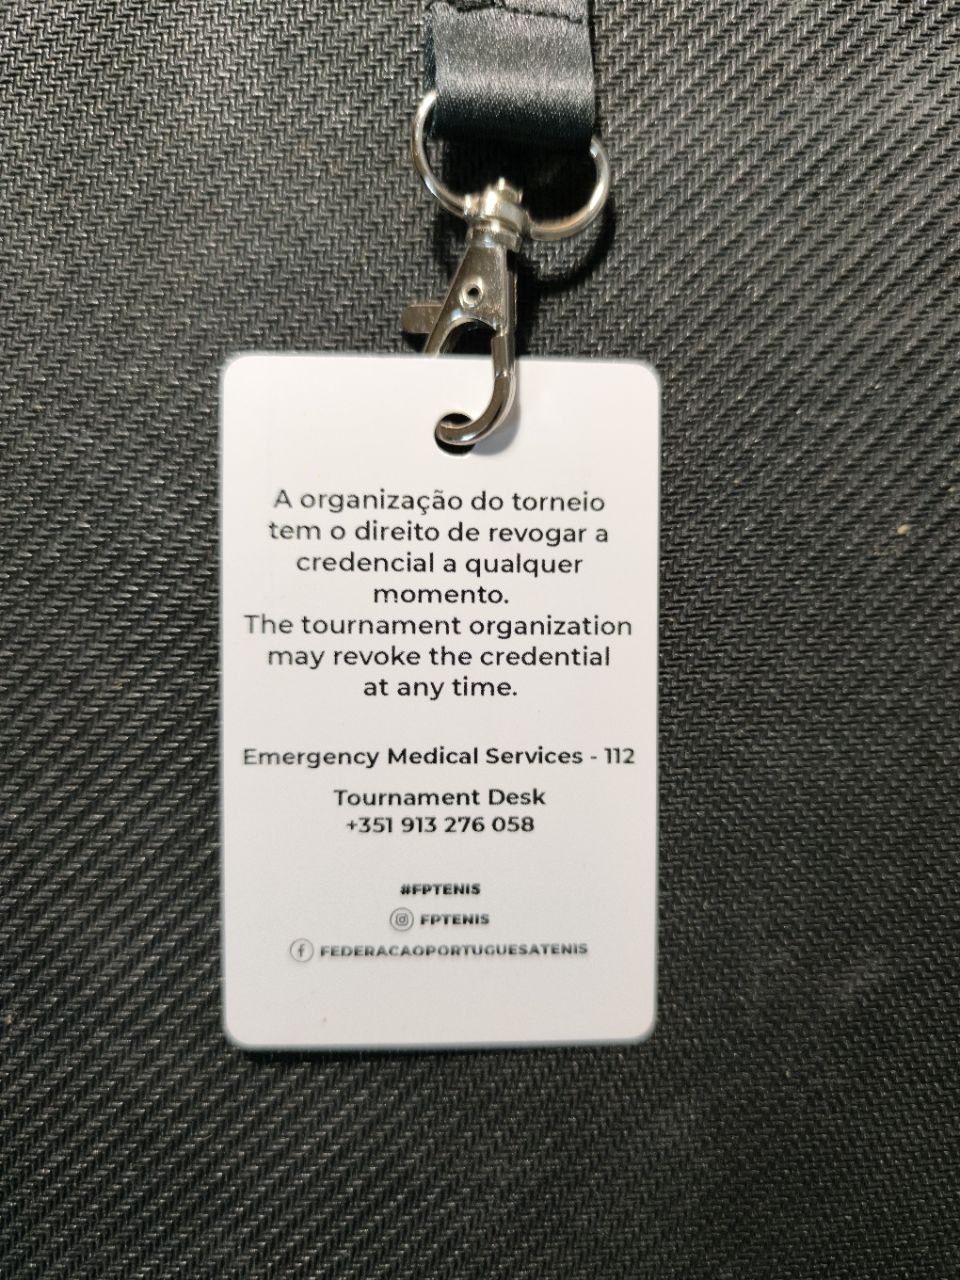 A organização do torneio
tem o direito de revogar a
credencial a qualquer
momento.
The tournament organization
may revoke the credential
at any time.
Emergency Medical Services - 112
Tournament Desk
+351 913 276 058
#FPTENIS
FPTENIS
FEDERACAOPORTUGUESATENIS